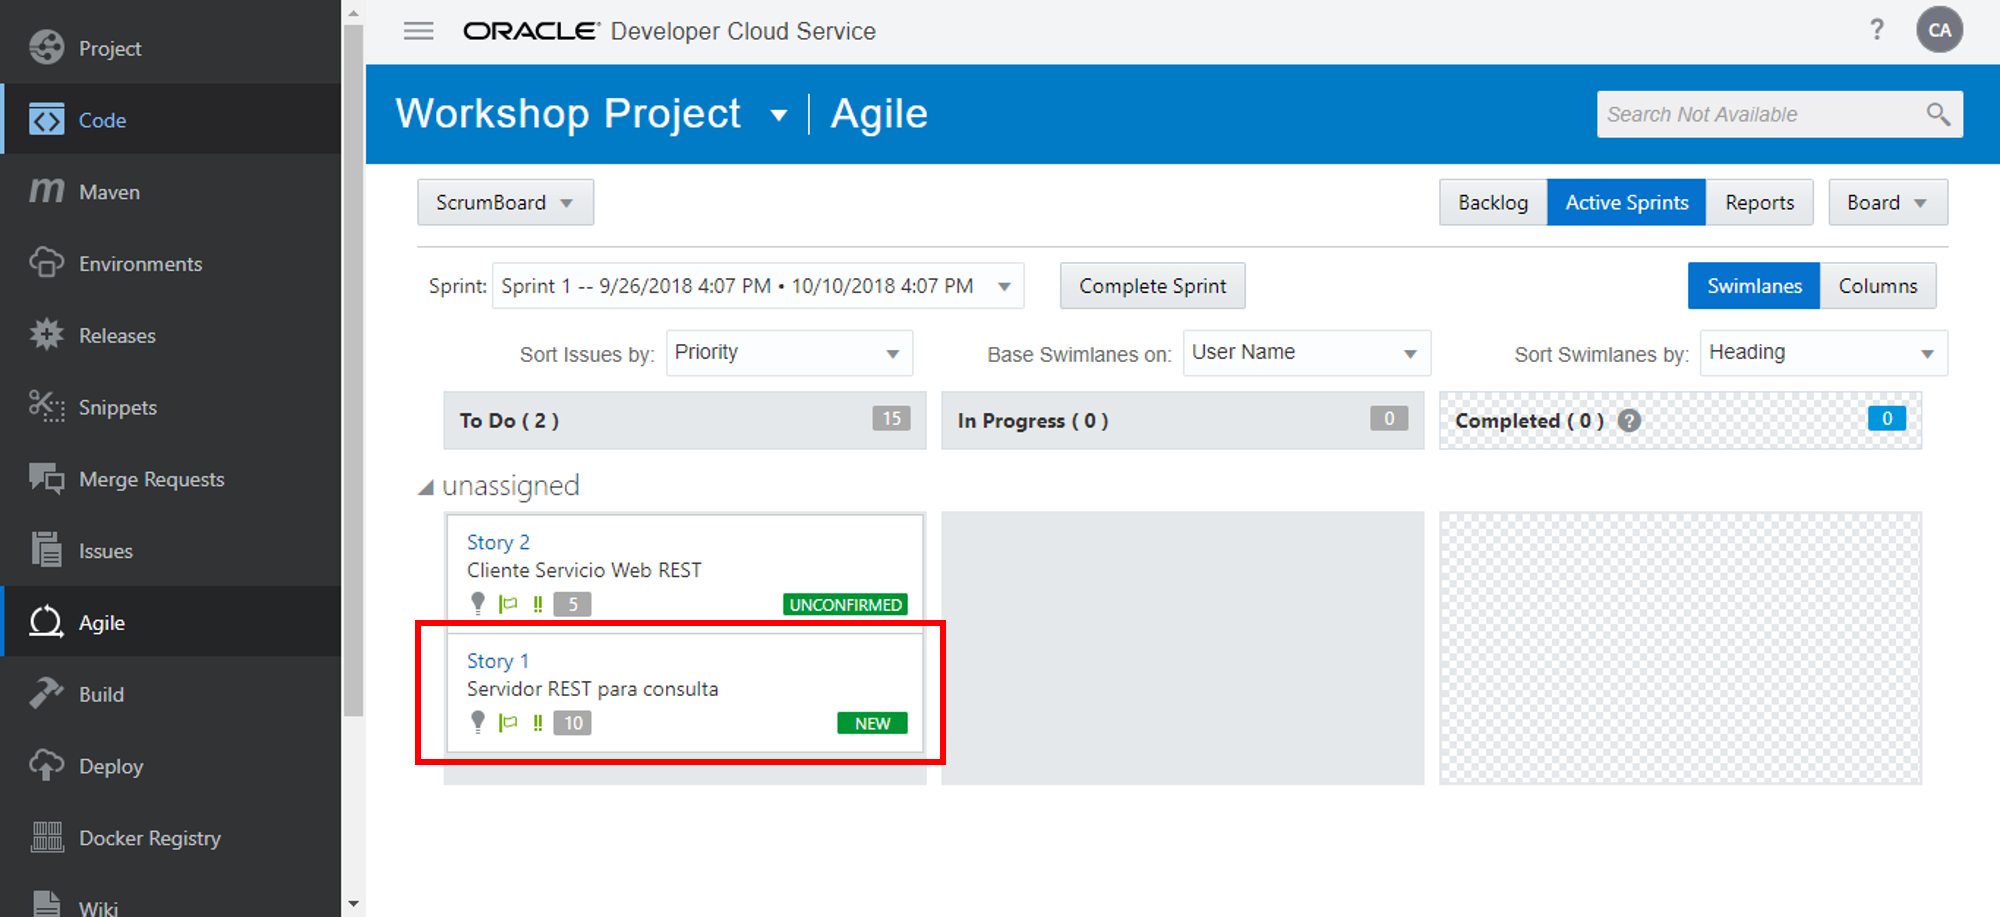 Project
Code
Maven
Environments
Releases
Snippets
Merge Requests
Issues
Agile
Build
Deploy
Docker Registry
Wiki
ORACLE® Developer Cloud Service
?
CA
Workshop Project | Agile
Search Not Available
ScrumBoard
Backlog Active Sprints Reports Board
Sprint: Sprint 1 -- 9/26/2018 4:07 PM • 10/10/2018 4:07 PM Complete Sprint Swimlanes Columns
Sort Issues by: Priority Base Swimlanes on: User Name Sort Swimlanes by: Heading
To Do ( 2 ) 15 In Progress ( 0 ) 0 Completed ( 0 ) ? 0
unassigned
Story 2
Cliente Servicio Web REST
!! 5 UNCONFIRMED
Story 1
Servidor REST para consulta
!! 10 NEW